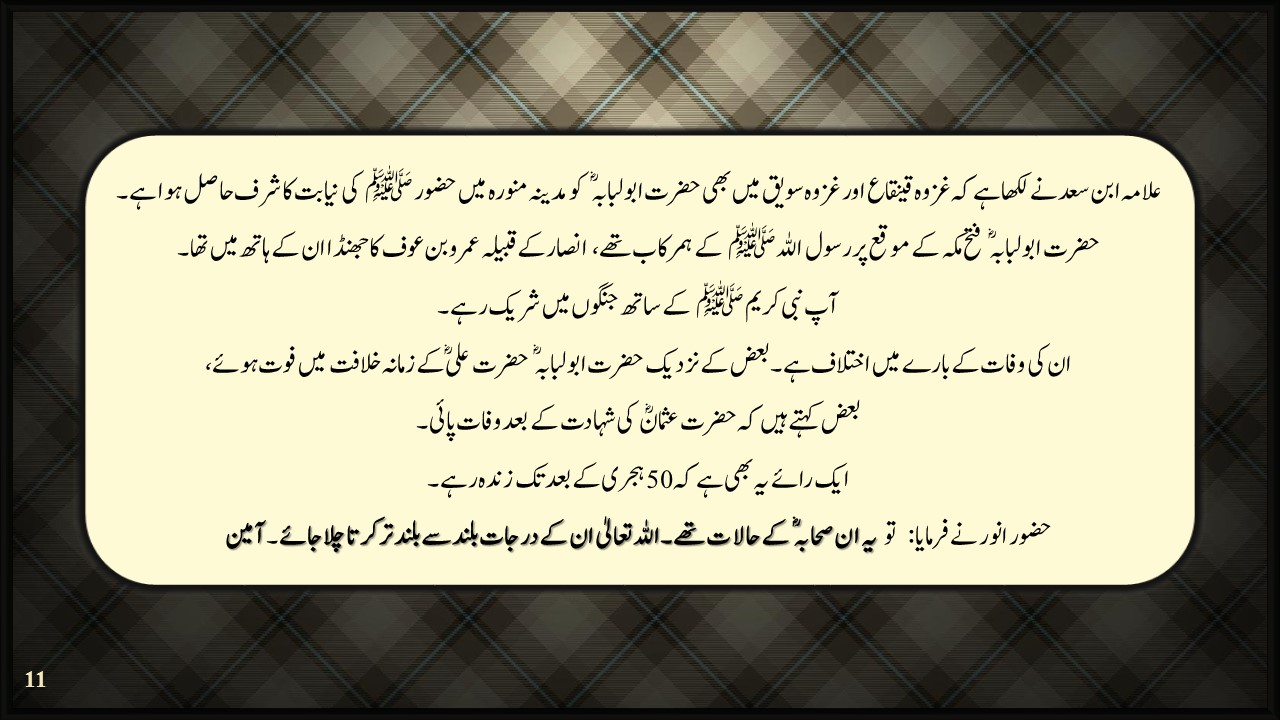 علامہ ابن سعد نے لکھا ہے کہ غزوہ قینقاع اور غزوہ سویق میں بھی حضرت ابولبابہؓ کو مدینہ منورہ میں حضور ﷺ کی نیابت کا شرف حاصل ہوا ہے۔
حضرت ابولبابہؓ فتح مکہ کے موقع پر رسول اللہ ﷺ کے ہمرکاب تھے، انصار کے قبیلہ عمرو بن عوف کا جھنڈا ان کے ہاتھ میں تھا۔
آپ نبی کریم ﷺ کے ساتھ جنگوں میں شریک رہے۔
ان کی وفات کے بارے میں اختلاف ہے۔ بعض کے نزدیک حضرت ابولبابہؓ حضرت علیؓ کے زمانہ خلافت میں فوت ہوئے،
بعض کہتے ہیں کہ حضرت عثمانؓ کی شہادت کے بعد وفات پائی۔
ایک رائے یہ بھی ہے کہ 50 ہجری کے بعد تک زندہ رہے۔
حضور انور نے فرمایا: تو یہ ان صحابہؓ کے حالات تھے۔ اللہ تعالیٰ ان کے درجات بلند سے بلند تر کرتا چلا جائے۔ آمین
11